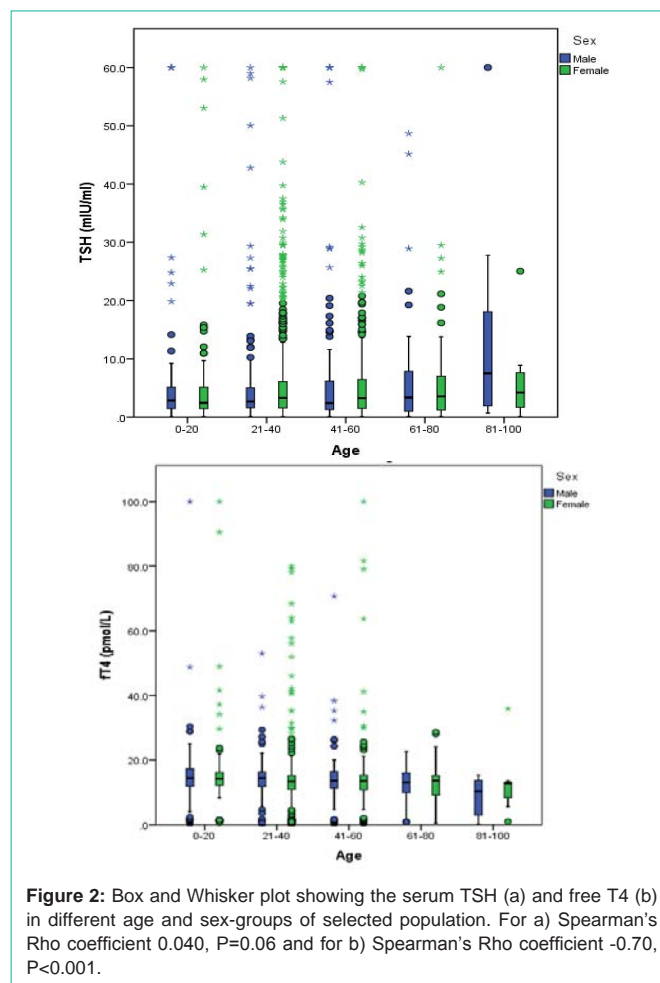 Sex
Male
Female
60.0
50.0
40.0
30.0
20.0
10.0
.0
TSH (mIU/ml)
0-20 21-40 41-60 61-80 81-100
Age
Sex
Male
Female
100.0
80.0
60.0
40.0
20.0
.0
fT4 (pmol/L)
0-20 21-40 41-60 61-80 81-100
Age
Figure 2: Box and Whisker plot showing the serum TSH (a) and free T4 (b)
in different age and sex-groups of selected population. For a) Spearman's
Rho coefficient 0.040, P=0.06 and for b) Spearman's Rho coefficient -0.70,
P<0.001.